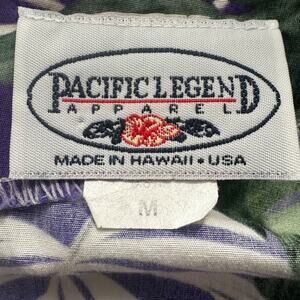 PACIFIC LEGEND
APPAREL
MADE IN HAWAII • USA
M